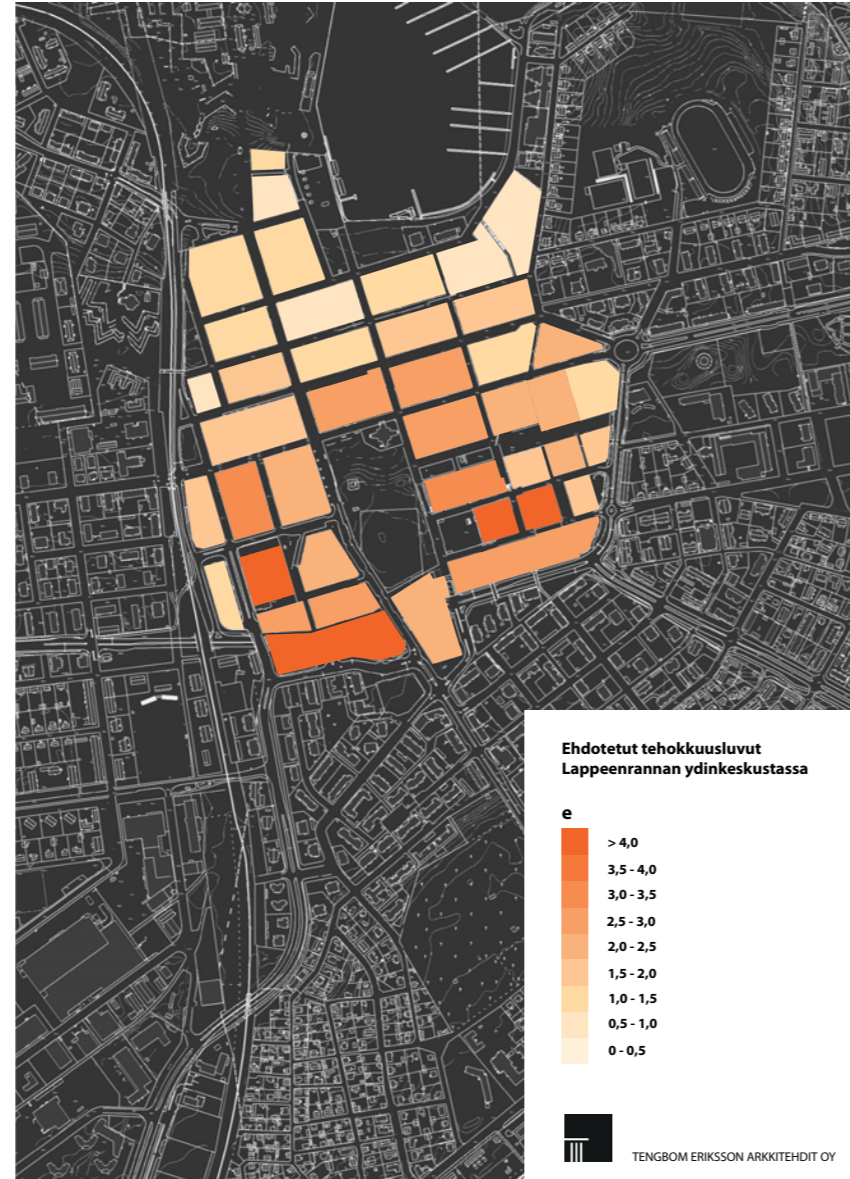 Ehdotetut tehokkuusluvut
Lappeenrannan ydinkeskustassa
e
> 4,0
3,5 - 4,0
3,0 - 3,5
2,5 - 3,0
2,0 - 2,5
1,5 - 2,0
1,0 - 1,5
0,5 - 1,0
0 - 0,5
TENGBOM ERIKSSON ARKKITEHDIT OY